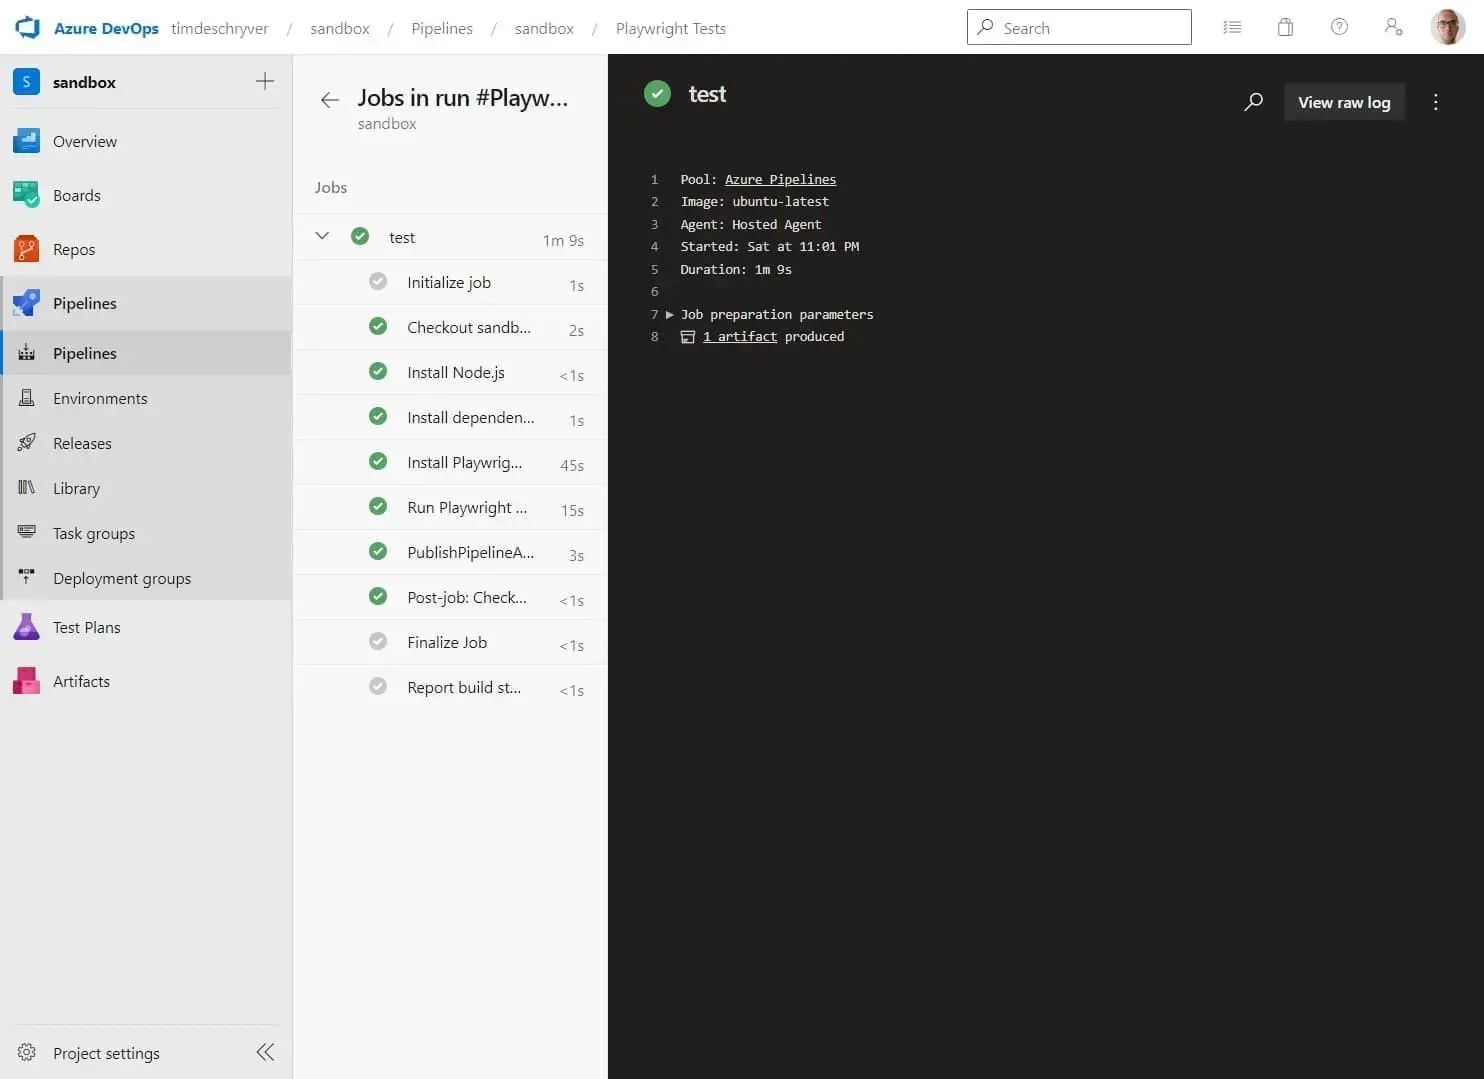 Azure DevOps timdeschryver / sandbox / Pipelines / sandbox / Playwright Tests
Search
S sandbox
Overview
Boards
Repos
Pipelines
Pipelines
Environments
Releases
Library
Task groups
Deployment groups
Test Plans
Artifacts
Project settings
Jobs in run #Playw...
sandbox
Jobs
test 1m 9s
Initialize job 1s
Checkout sandb... 2s
Install Node.js <1s
Install dependen... 1s
Install Playwrig... 45s
Run Playwright ... 15s
PublishPipelineA... 3s
Post-job: Check... <1s
Finalize Job <1s
Report build st... <1s
test
View raw log
1 Pool: Azure Pipelines
2 Image: ubuntu-latest
3 Agent: Hosted Agent
4 Started: Sat at 11:01 PM
5 Duration: 1m 9s
6
7 Job preparation parameters
8 1 artifact produced